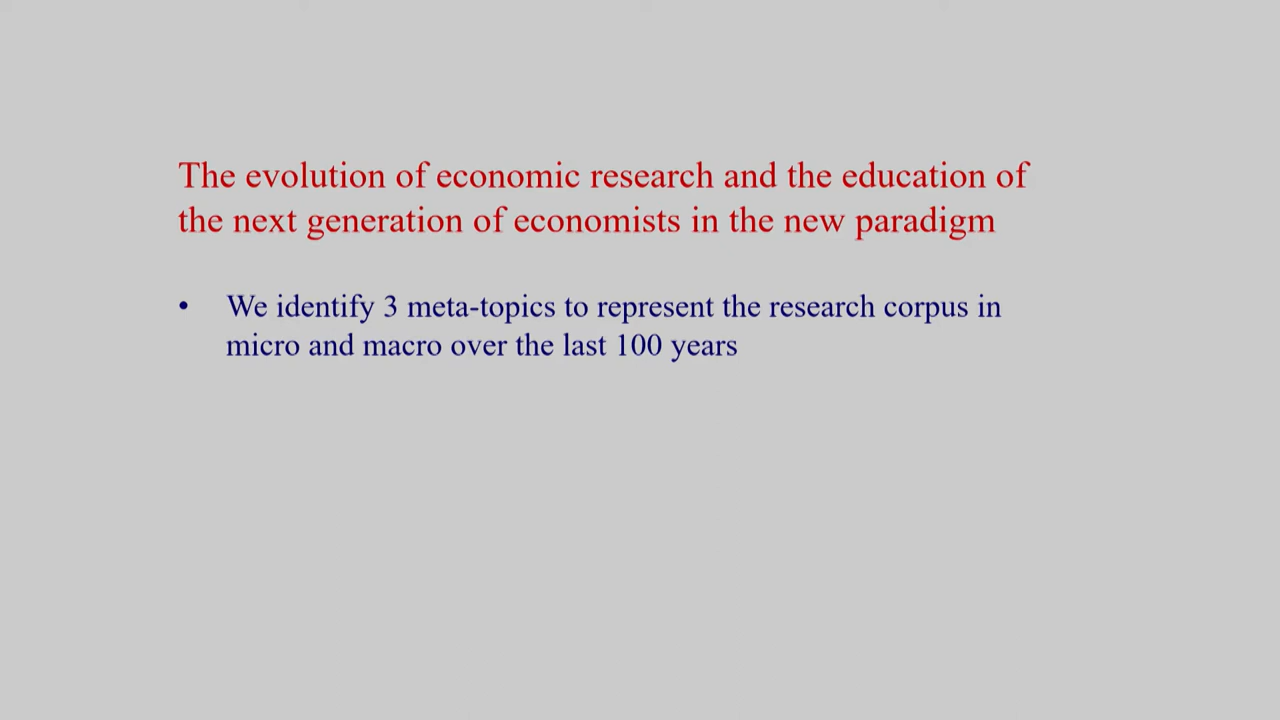 The evolution of economic research and the education of
the next generation of economists in the new paradigm
• We identify 3 meta-topics to represent the research corpus in
micro and macro over the last 100 years